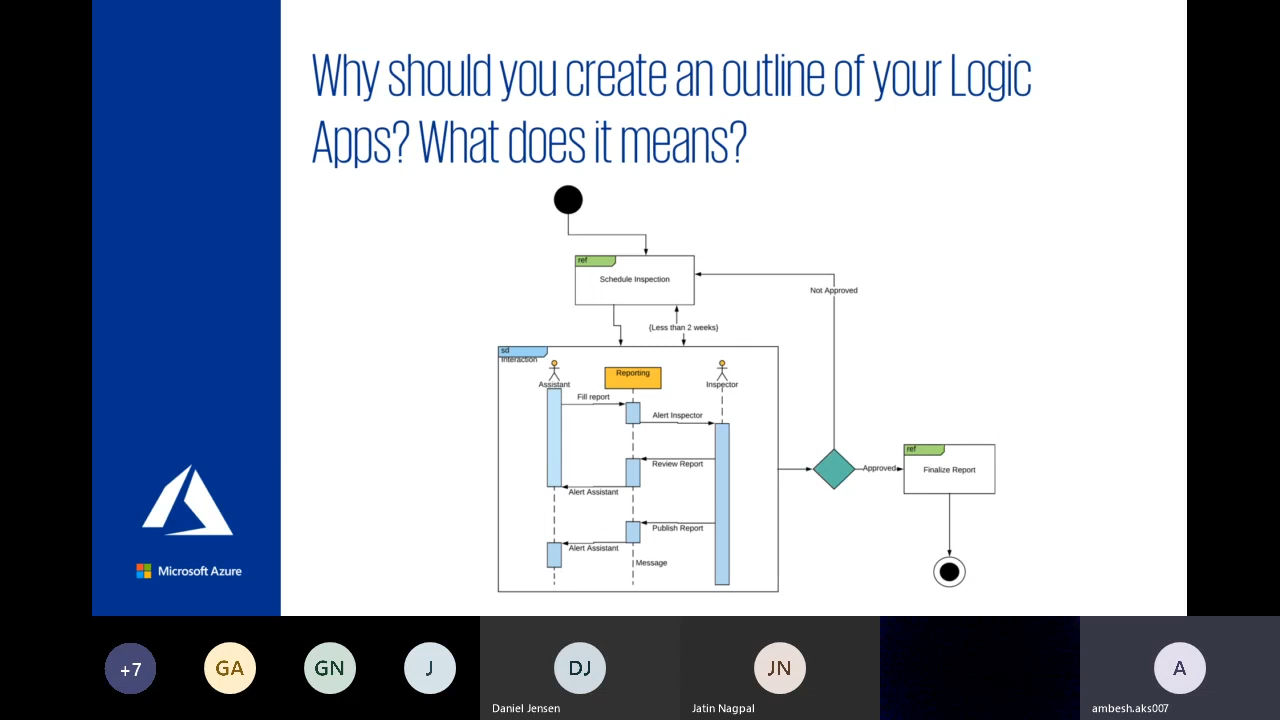 Why should you create an outline of your Logic
Apps? What does it means?
ref
Schedule Inspection
Not Approved
{Less than 2 weeks}
sd
Interaction
Assistant
Reporting
Inspector
Fill report
Alert Inspector
Review Report
Alert Assistant
Publish Report
Alert Assistant
Message
Approved
ref
Finalize Report
Microsoft Azure
+7
GA
GN
J
DJ
JN
A
Daniel Jensen
Jatin Nagpal
ambesh.aks007